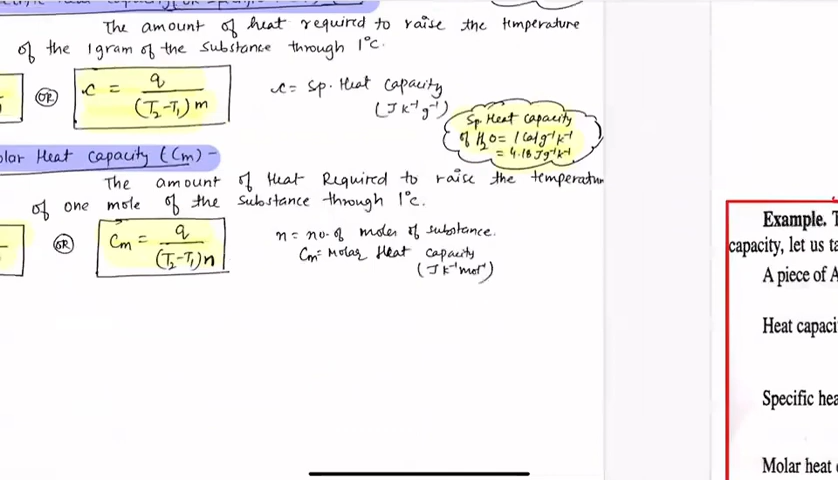 The amount of heat required to raise the temperature
of the 1gram of the substance through 1°C.
OR c = q / (T₂-T₁) m
c = Sp. Heat Capacity
(J K⁻¹ g⁻¹)
Sp. Heat Capacity
of H₂O = 1 Cal g⁻¹ K⁻¹
= 4.18 J g⁻¹ K⁻¹
olar Heat Capacity (Cm) -
The amount of Heat Required to raise the temperatur
of one mole of the substance through 1°C.
OR Cm = q / (T₂-T₁) n
n = no. of moles of substance.
Cm = Molar Heat Capacity
(J K⁻¹ mol⁻¹)
Example. T
capacity, let us ta
A piece of A
Heat capaci
Specific hea
Molar heat